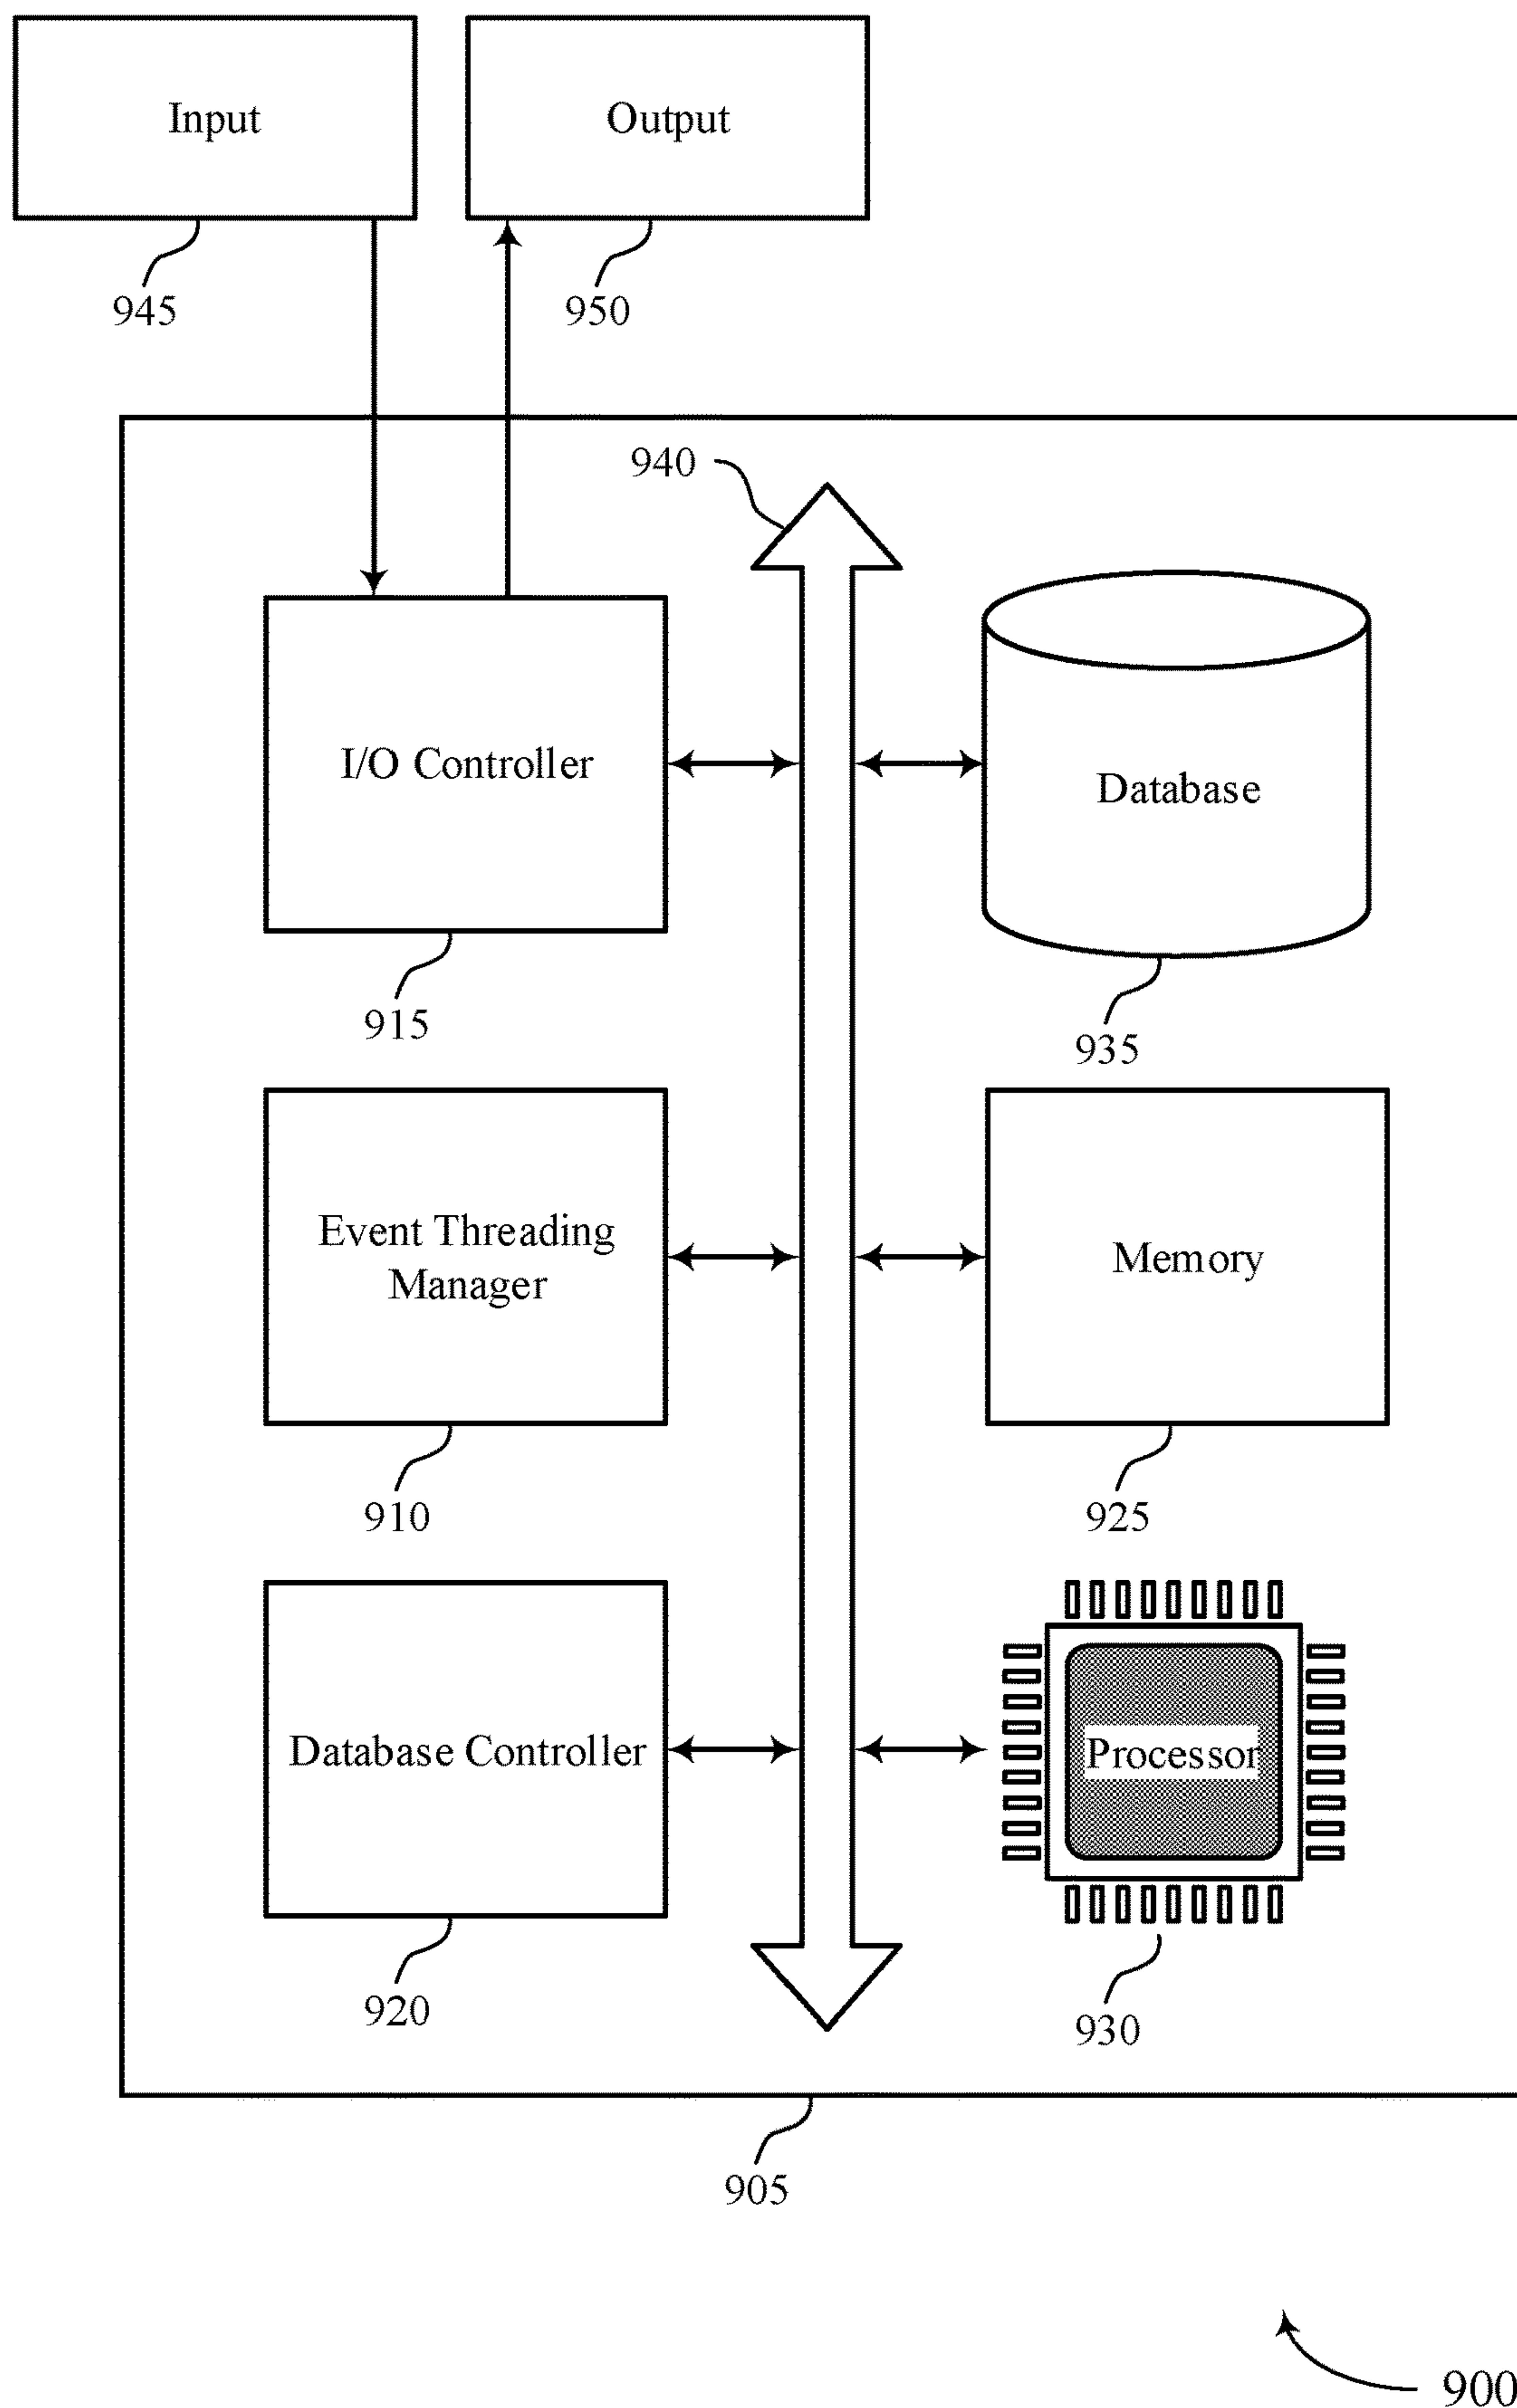 Input
Output
945
950
940
I/O Controller
Database
915
935
Event Threading
Manager
Memory
910
925
Database Controller
Processor
920
930
905
900